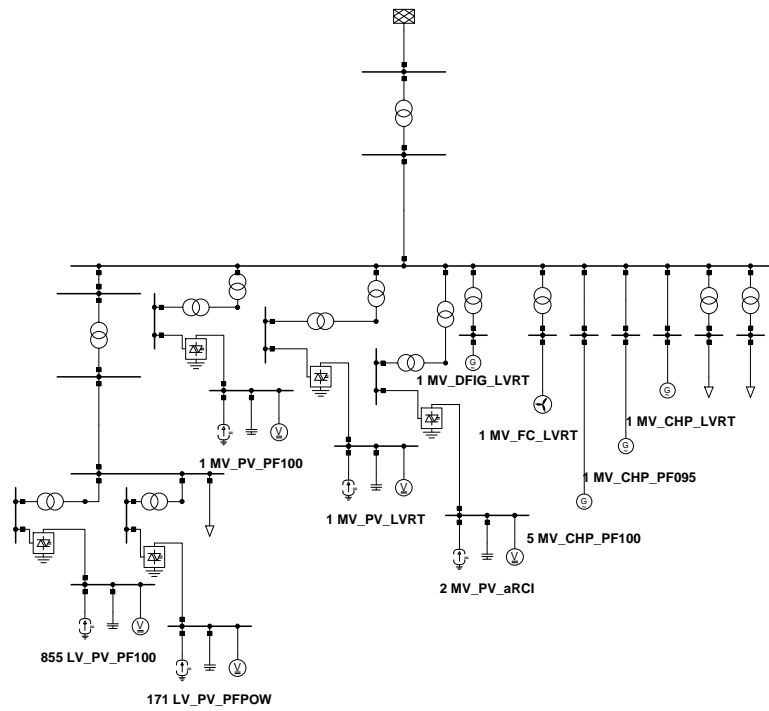 1 MV_DFIG_LVRT
1 MV_FC_LVRT
1 MV_CHP_LVRT
1 MV_PV_PF100
1 MV_CHP_PF095
1 MV_PV_LVRT
5 MV_CHP_PF100
2 MV_PV_aRCI
855 LV_PV_PF100
171 LV_PV_PFPOW
G
G
G
G
V
V
V
V
V